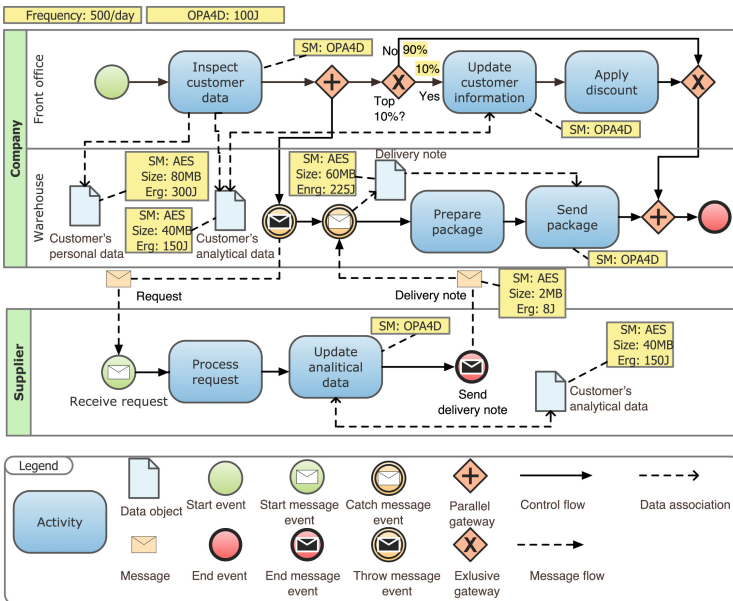 Frequency: 500/day
OPA4D: 100J
Company
Front office
Inspect
customer
data
SM: OPA4D
No
90%
10%
Yes
Top
10%?
Update
customer
information
SM: OPA4D
Apply
discount
Warehouse
SM: AES
Size: 80MB
Erg: 300J
Customer's
personal data
SM: AES
Size: 40MB
Erg: 150J
Customer's
analytical data
SM: AES
Size: 60MB
Enrg: 225J
Delivery note
Prepare
package
Send
package
SM: OPA4D
Request
Delivery note
SM: AES
Size: 2MB
Erg: 8J
Supplier
Receive request
Process
request
Update
analitical
data
SM: OPA4D
Send
delivery note
SM: AES
Size: 40MB
Erg: 150J
Customer's
analytical data
Legend
Activity
Data object
Start event
Start message
event
Catch message
event
Parallel
gateway
Control flow
Data association
Message
End event
End message
event
Throw message
event
Exlusive
gateway
Message flow